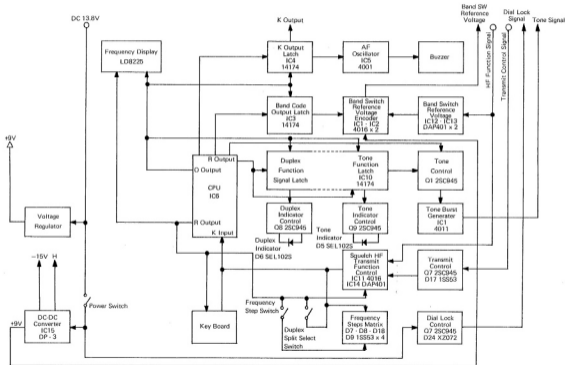 Band SW
Reference
Voltage
Dial Lock
Signal
Tone Signal
K Output
DC 13.8V
HF Function Signal
Transmit Control Signal
Frequency Display
LD8225
K Output
Latch
IC4
14174
AF
Oscillator
IC5
4001
Buzzer
Band Code
Output Latch
IC3
14174
Band Switch
Reference
Voltage
Encoder
IC1 - IC2
4016 x 2
Band Switch
Reference
Voltage
IC12 - IC13
DAP401 x 2
+9V
R Output
D Output
CPU
IC8
R Output
K Input
Duplex
Function
Signal Latch
Tone
Function
Latch
IC10
14174
Tone
Control
Q1 2SC945
Voltage
Regulator
Duplex
Indicator
Control
Q8 2SC945
Tone
Indicator
Control
Q9 2SC945
Tone Burst
Generator
IC1
4011
Duplex
Indicator
D6 SEL102S
Tone
Indicator
D5 SEL102S
-15V H
Squelch HF
Transmit
Function
Control
IC11 4016
IC14 DAP401
Transmit
Control
Q7 2SC945
D17 1SS53
Power Switch
Frequency
Step Switch
+9V
DC-DC
Converter
IC15
DP - 3
Key Board
Duplex
Split Select
Switch
Frequency
Steps Matrix
D7 - D8 - D18
D9 1SS53 x 4
Dial Lock
Control
Q7 2SC945
D24 XZ072